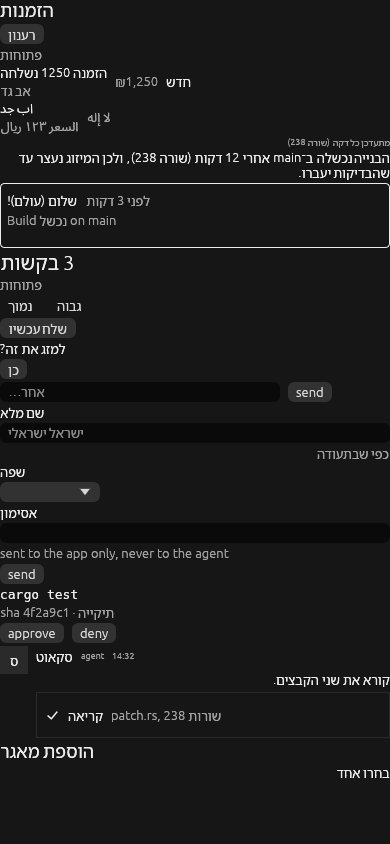 הזמנות
רענון
פתוחות
הזמנה 1250 נשלחה
אב גד
₪1,250
חדש
اب جد
السعر ١٢٣ ريال
لا إله
מתעדכן כל דקה (שורה 238)
הבנייה נכשלה ב־main אחרי 12 דקות (שורה 238), ולכן המיזוג נעצר עד
שהבדיקות יעברו.
שלום (עולם)! לפני 3 דקות
Build נכשל on main
3 בקשות
פתוחות
נמוך
גבוה
שלח עכשיו
למזג את זה?
כן
אחר…
send
שם מלא
ישראל ישראלי
כפי שבתעודה
שפה
אסימון
sent to the app only, never to the agent
send
cargo test
sha 4f2a9c1 · תיקייה
approve
deny
ס
סקאוט agent 14:32
קורא את שני הקבצים.
קריאה patch.rs, 238 שורות
הוספת מאגר
בחרו אחד